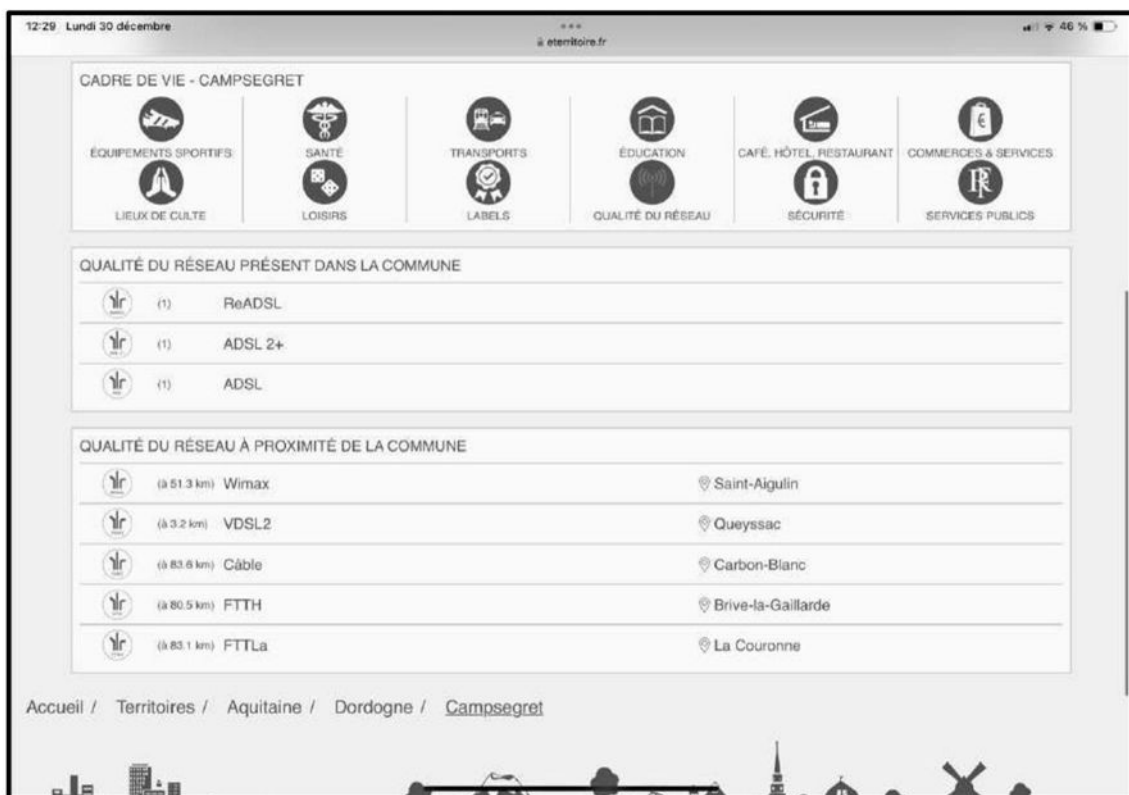 12:29 Lundi 30 décembre
46 %
eterritoire.fr
CADRE DE VIE - CAMPSEGRET
ÉQUIPEMENTS SPORTIFS SANTÉ TRANSPORTS ÉDUCATION CAFÉ, HÔTEL, RESTAURANT COMMERCES & SERVICES
LIEUX DE CULTE LOISIRS LABELS QUALITÉ DU RÉSEAU SÉCURITÉ SERVICES PUBLICS
QUALITÉ DU RÉSEAU PRÉSENT DANS LA COMMUNE
(1) ReADSL
(1) ADSL 2+
(1) ADSL
QUALITÉ DU RÉSEAU À PROXIMITÉ DE LA COMMUNE
(à 51.3 km) Wimax Saint-Aigulin
(à 3.2 km) VDSL2 Queyssac
(à 83.6 km) Câble Carbon-Blanc
(à 80.5 km) FTTH Brive-la-Gaillarde
(à 83.1 km) FTTLa La Couronne
Accueil / Territoires / Aquitaine / Dordogne / Campsegret